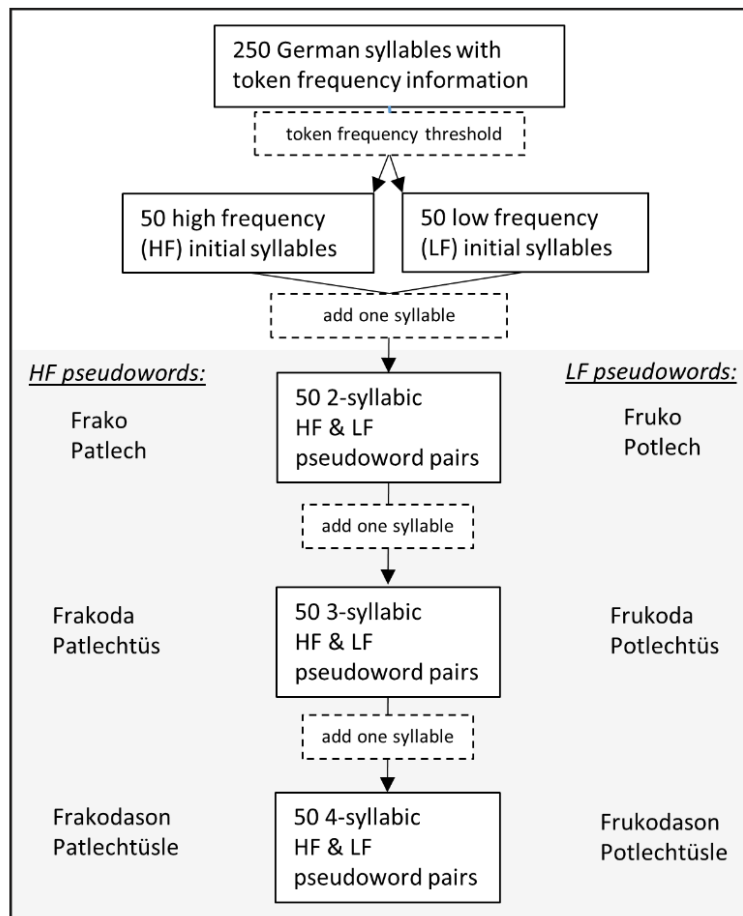 250 German syllables with
token frequency information
token frequency threshold
50 high frequency
(HF) initial syllables
50 low frequency
(LF) initial syllables
add one syllable
HF pseudowords:
LF pseudowords:
Frako
Patlech
50 2-syllabic
HF & LF
pseudoword pairs
Fruko
Potlech
add one syllable
Frakoda
Patlechtüs
50 3-syllabic
HF & LF
pseudoword pairs
Frukoda
Potlechtüs
add one syllable
Frakodason
Patlechtüsle
50 4-syllabic
HF & LF
pseudoword pairs
Frukodason
Potlechtüsle